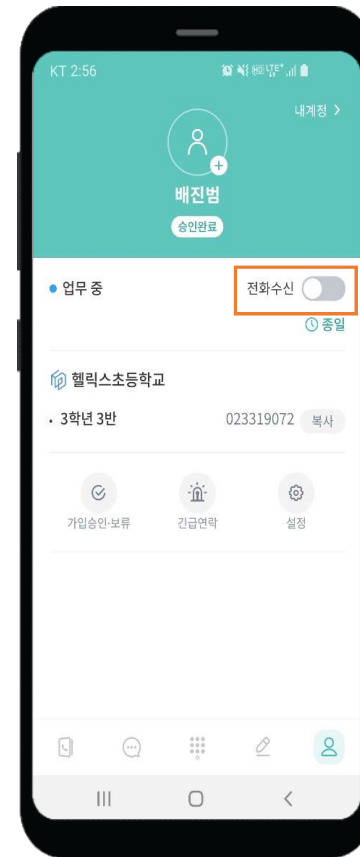 KT 2:56
내계정 >
배진범
승인완료
업무 중
전화수신
종일
헬릭스초등학교
• 3학년 3반
023319072 복사
가입승인·보류
긴급연락
설정